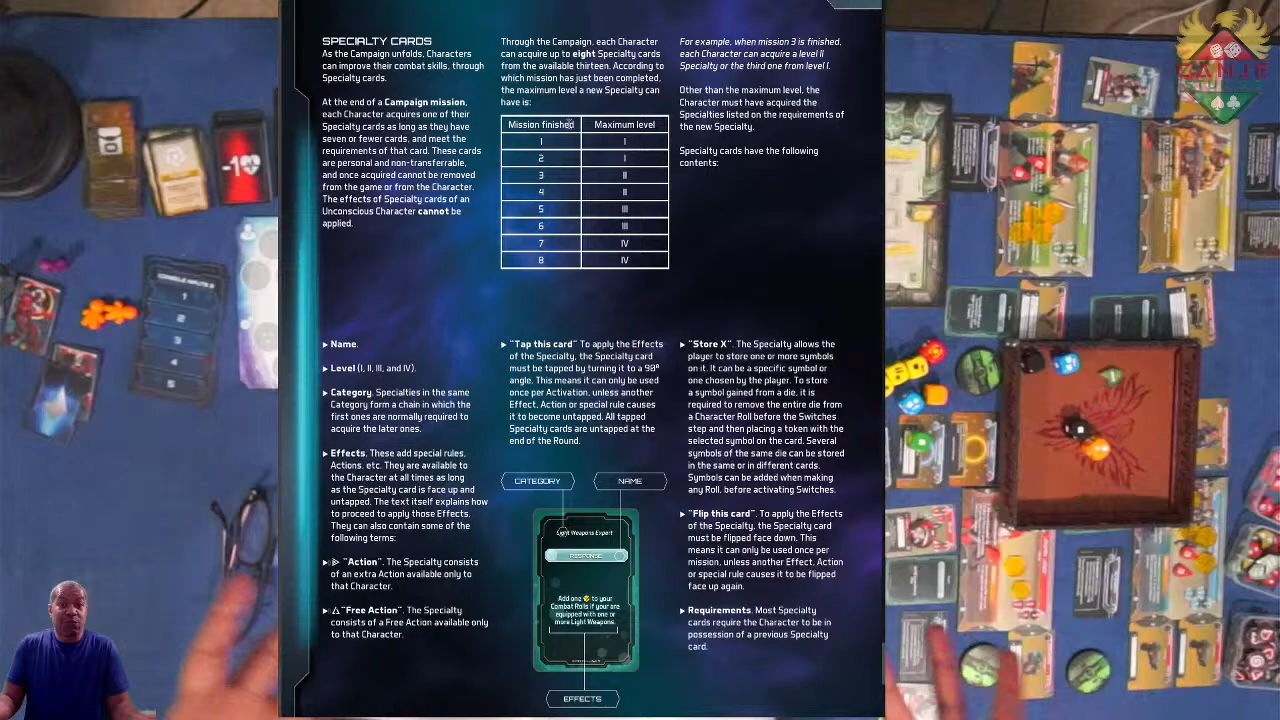 SPECIALTY CARDS
As the Campaign unfolds, Characters
can improve their combat skills, through
Specialty cards.
At the end of a Campaign mission,
each Character acquires one of their
Specialty cards as long as they have
seven or fewer cards, and meet the
requirements of that card. These cards
are personal and non-transferrable,
and once acquired cannot be removed
from the game or from the Character.
The effects of Specialty cards of an
Unconscious Character cannot be
applied.
Through the Campaign, each Character
can acquire up to eight Specialty cards
from the available thirteen. According to
which mission has just been completed,
the maximum level a new Specialty can
have is:
Mission finished Maximum level
1 I
2 I
3 II
4 II
5 III
6 III
7 IV
8 IV
For example, when mission 3 is finished,
each Character can acquire a level II
Specialty or the third one from level I.
Other than the maximum level, the
Character must have acquired the
Specialties listed on the requirements of
the new Specialty.
Specialty cards have the following
contents:
► Name.
► Level (I, II, III, and IV).
► Category. Specialties in the same
Category form a chain in which the
first ones are normally required to
acquire the later ones.
► Effects. These add special rules,
Actions, etc. They are available to
the Character at all times as long
as the Specialty card is face up and
untapped. The text itself explains how
to proceed to apply those Effects.
They can also contain some of the
following terms:
► "Action". The Specialty consists
of an extra Action available only to
that Character.
► "Free Action". The Specialty
consists of a Free Action available only
to that Character.
► "Tap this card" To apply the Effects
of the Specialty, the Specialty card
must be tapped by turning it to a 90º
angle. This means it can only be used
once per Activation, unless another
Effect, Action or special rule causes
it to become untapped. All tapped
Specialty cards are untapped at the
end of the Round.
CATEGORY NAME
Light Weapons Expert
RESPONSE
Add one to your
Combat Rolls if your are
equipped with one or
more Light Weapons.
EFFECTS
► "Store X". The Specialty allows the
player to store one or more symbols
on it. It can be a specific symbol or
one chosen by the player. To store
a symbol gained from a die, it is
required to remove the entire die from
a Character Roll before the Switches
step and then placing a token with the
selected symbol on the card. Several
symbols of the same die can be stored
in the same or in different cards.
Symbols can be added when making
any Roll, before activating Switches.
► "Flip this card". To apply the Effects
of the Specialty, the Specialty card
must be flipped face down. This
means it can only be used once per
mission, unless another Effect, Action
or special rule causes it to be flipped
face up again.
► Requirements. Most Specialty
cards require the Character to be in
possession of a previous Specialty
card.
CONSOLE INPUTS
1
2
3
4
5
-1
GANJE